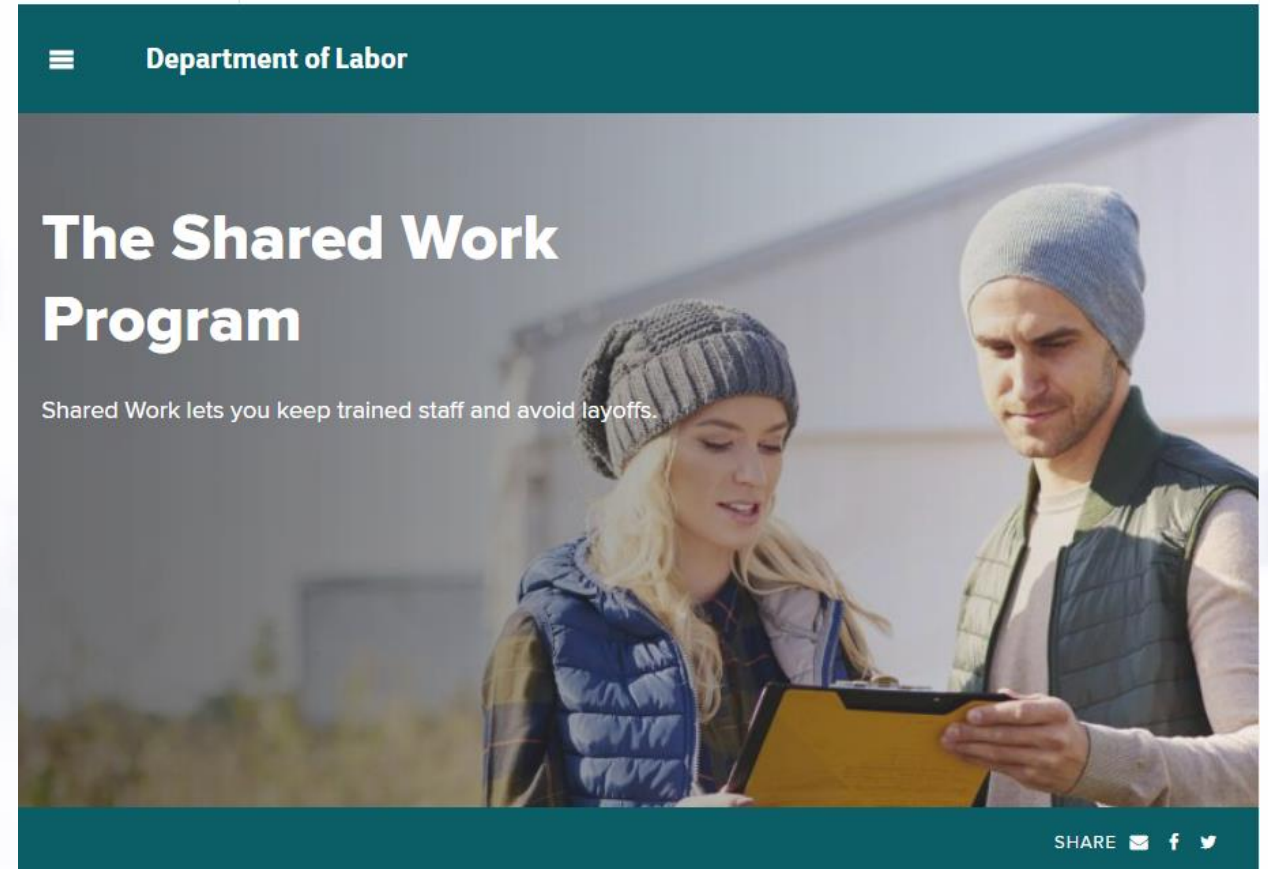 Department of Labor
The Shared Work
Program
Shared Work lets you keep trained staff and avoid layoffs.
SHARE